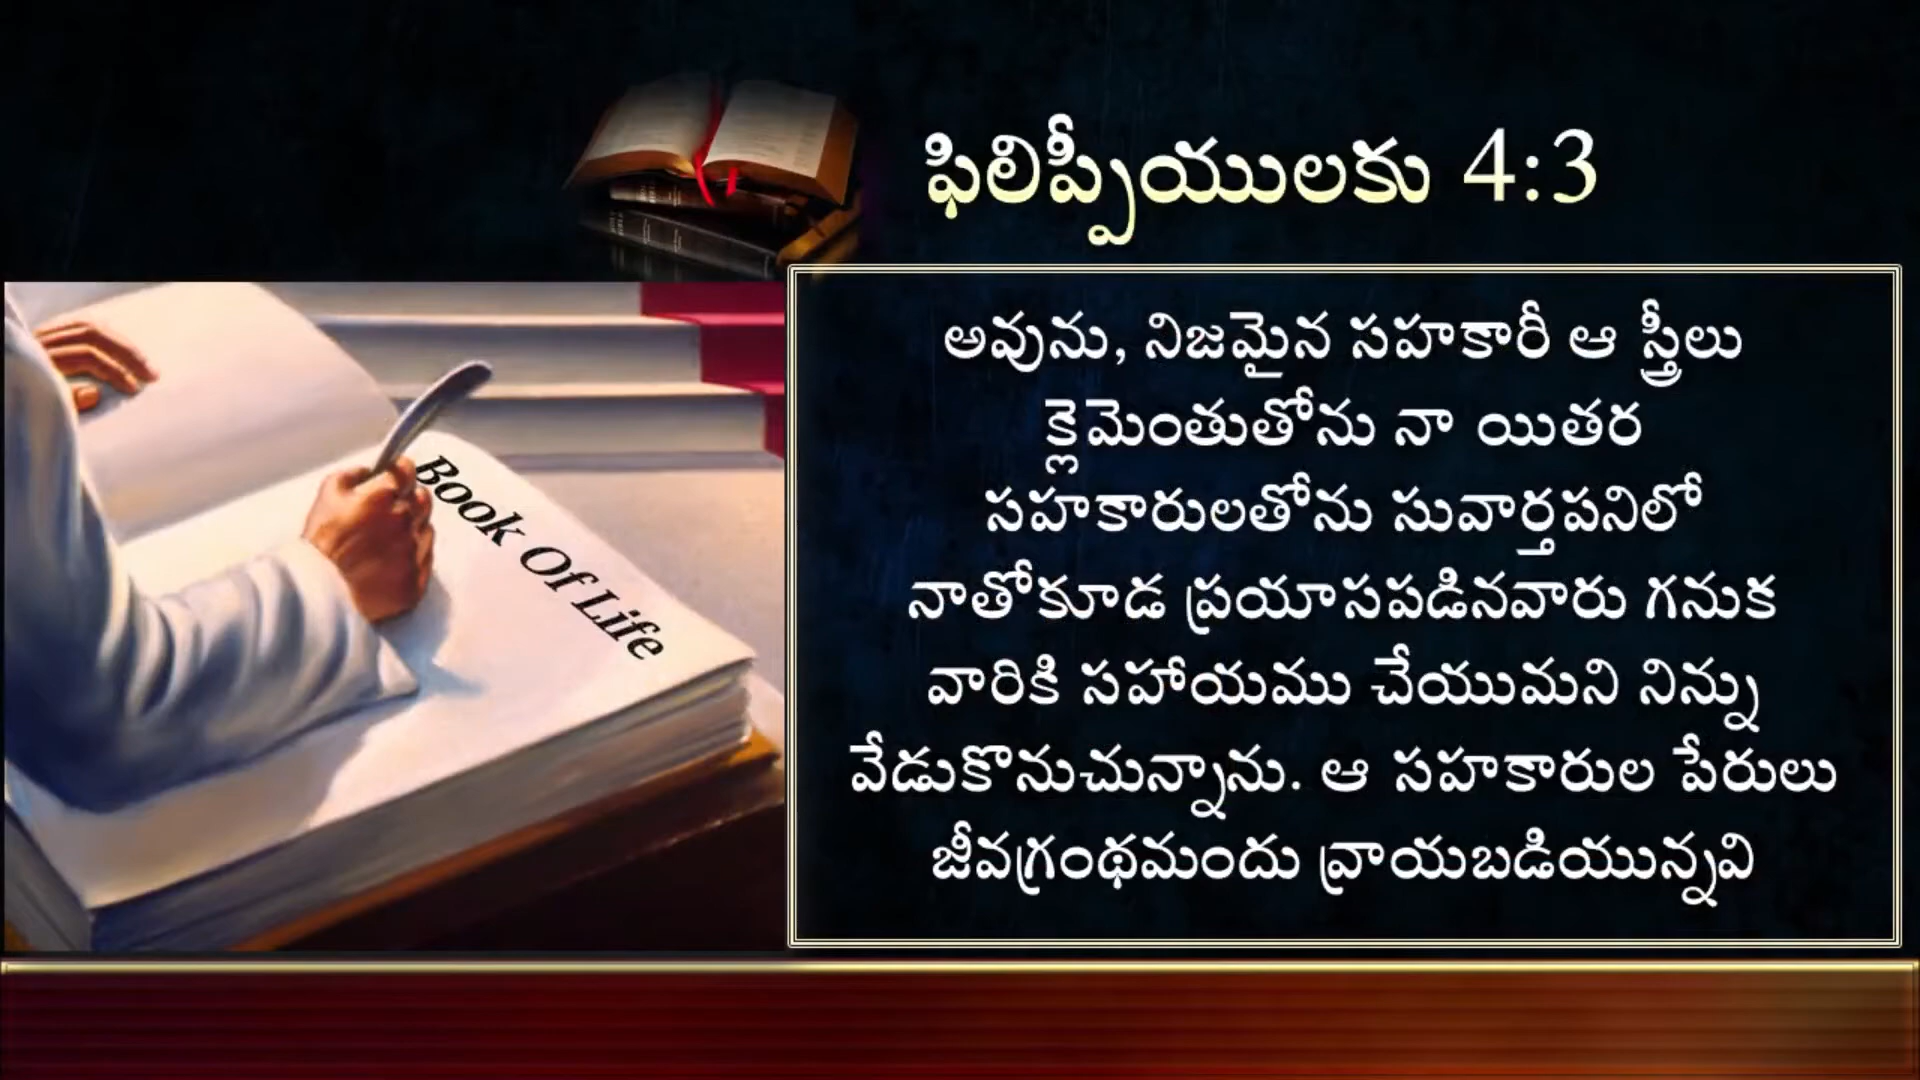 ఫిలిప్పీయులకు 4:3
Book Of Life
అవును, నిజమైన సహకారీ ఆ స్త్రీలు
క్లెమెంతుతోను నా యితర
సహకారులతోను సువార్తపనిలో
నాతోకూడ ప్రయాసపడినవారు గనుక
వారికి సహాయము చేయుమని నిన్ను
వేడుకొనుచున్నాను. ఆ సహకారుల పేరులు
జీవగ్రంథమందు వ్రాయబడియున్నవి